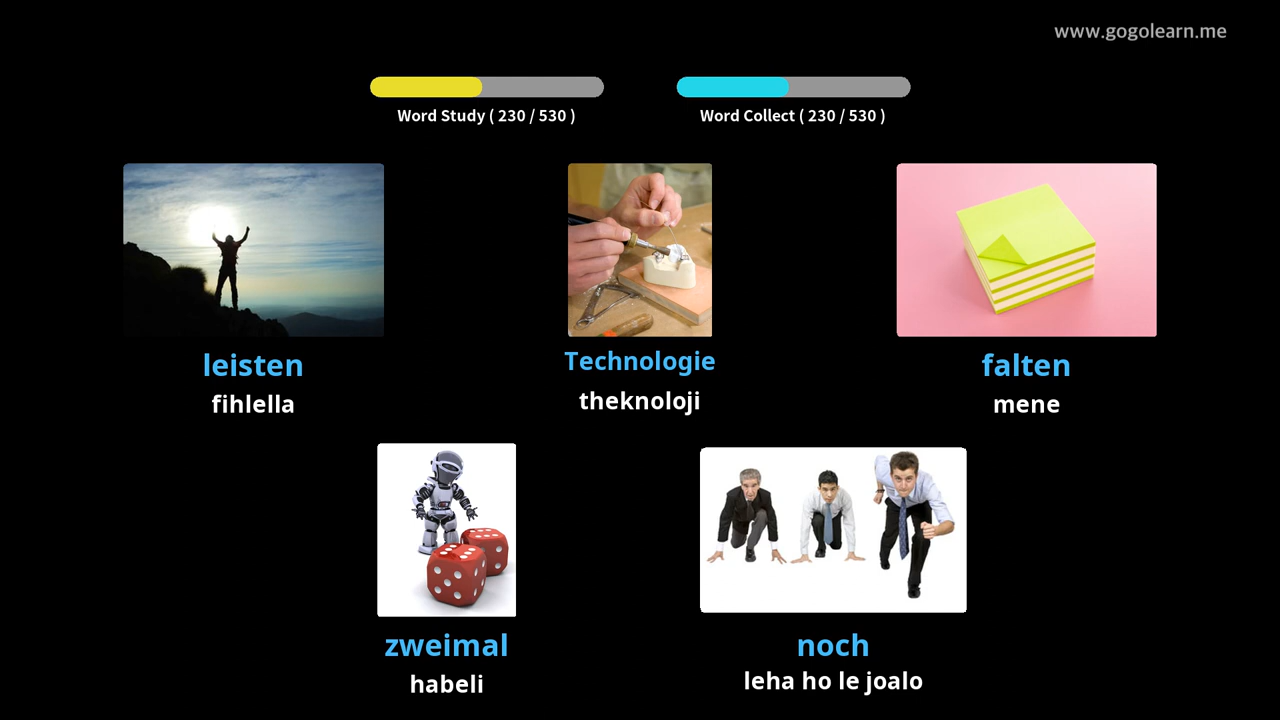 www.gogolearn.me
Word Study ( 230 / 530 )
Word Collect ( 230 / 530 )
leisten
fihlella
Technologie
theknoloji
falten
mene
zweimal
habeli
noch
leha ho le joalo